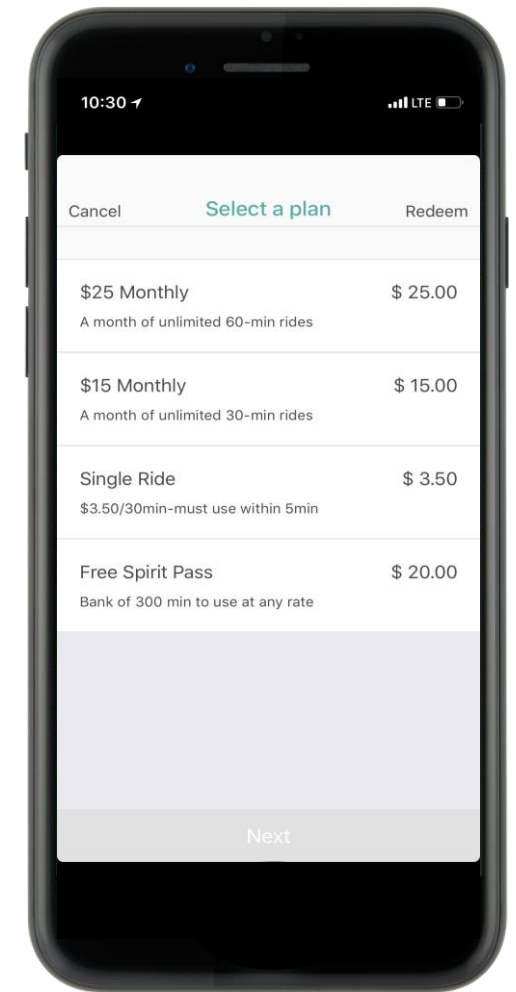 10:30
LTE
Cancel Select a plan Redeem
$25 Monthly $ 25.00
A month of unlimited 60-min rides
$15 Monthly $ 15.00
A month of unlimited 30-min rides
Single Ride $ 3.50
$3.50/30min-must use within 5min
Free Spirit Pass $ 20.00
Bank of 300 min to use at any rate
Next